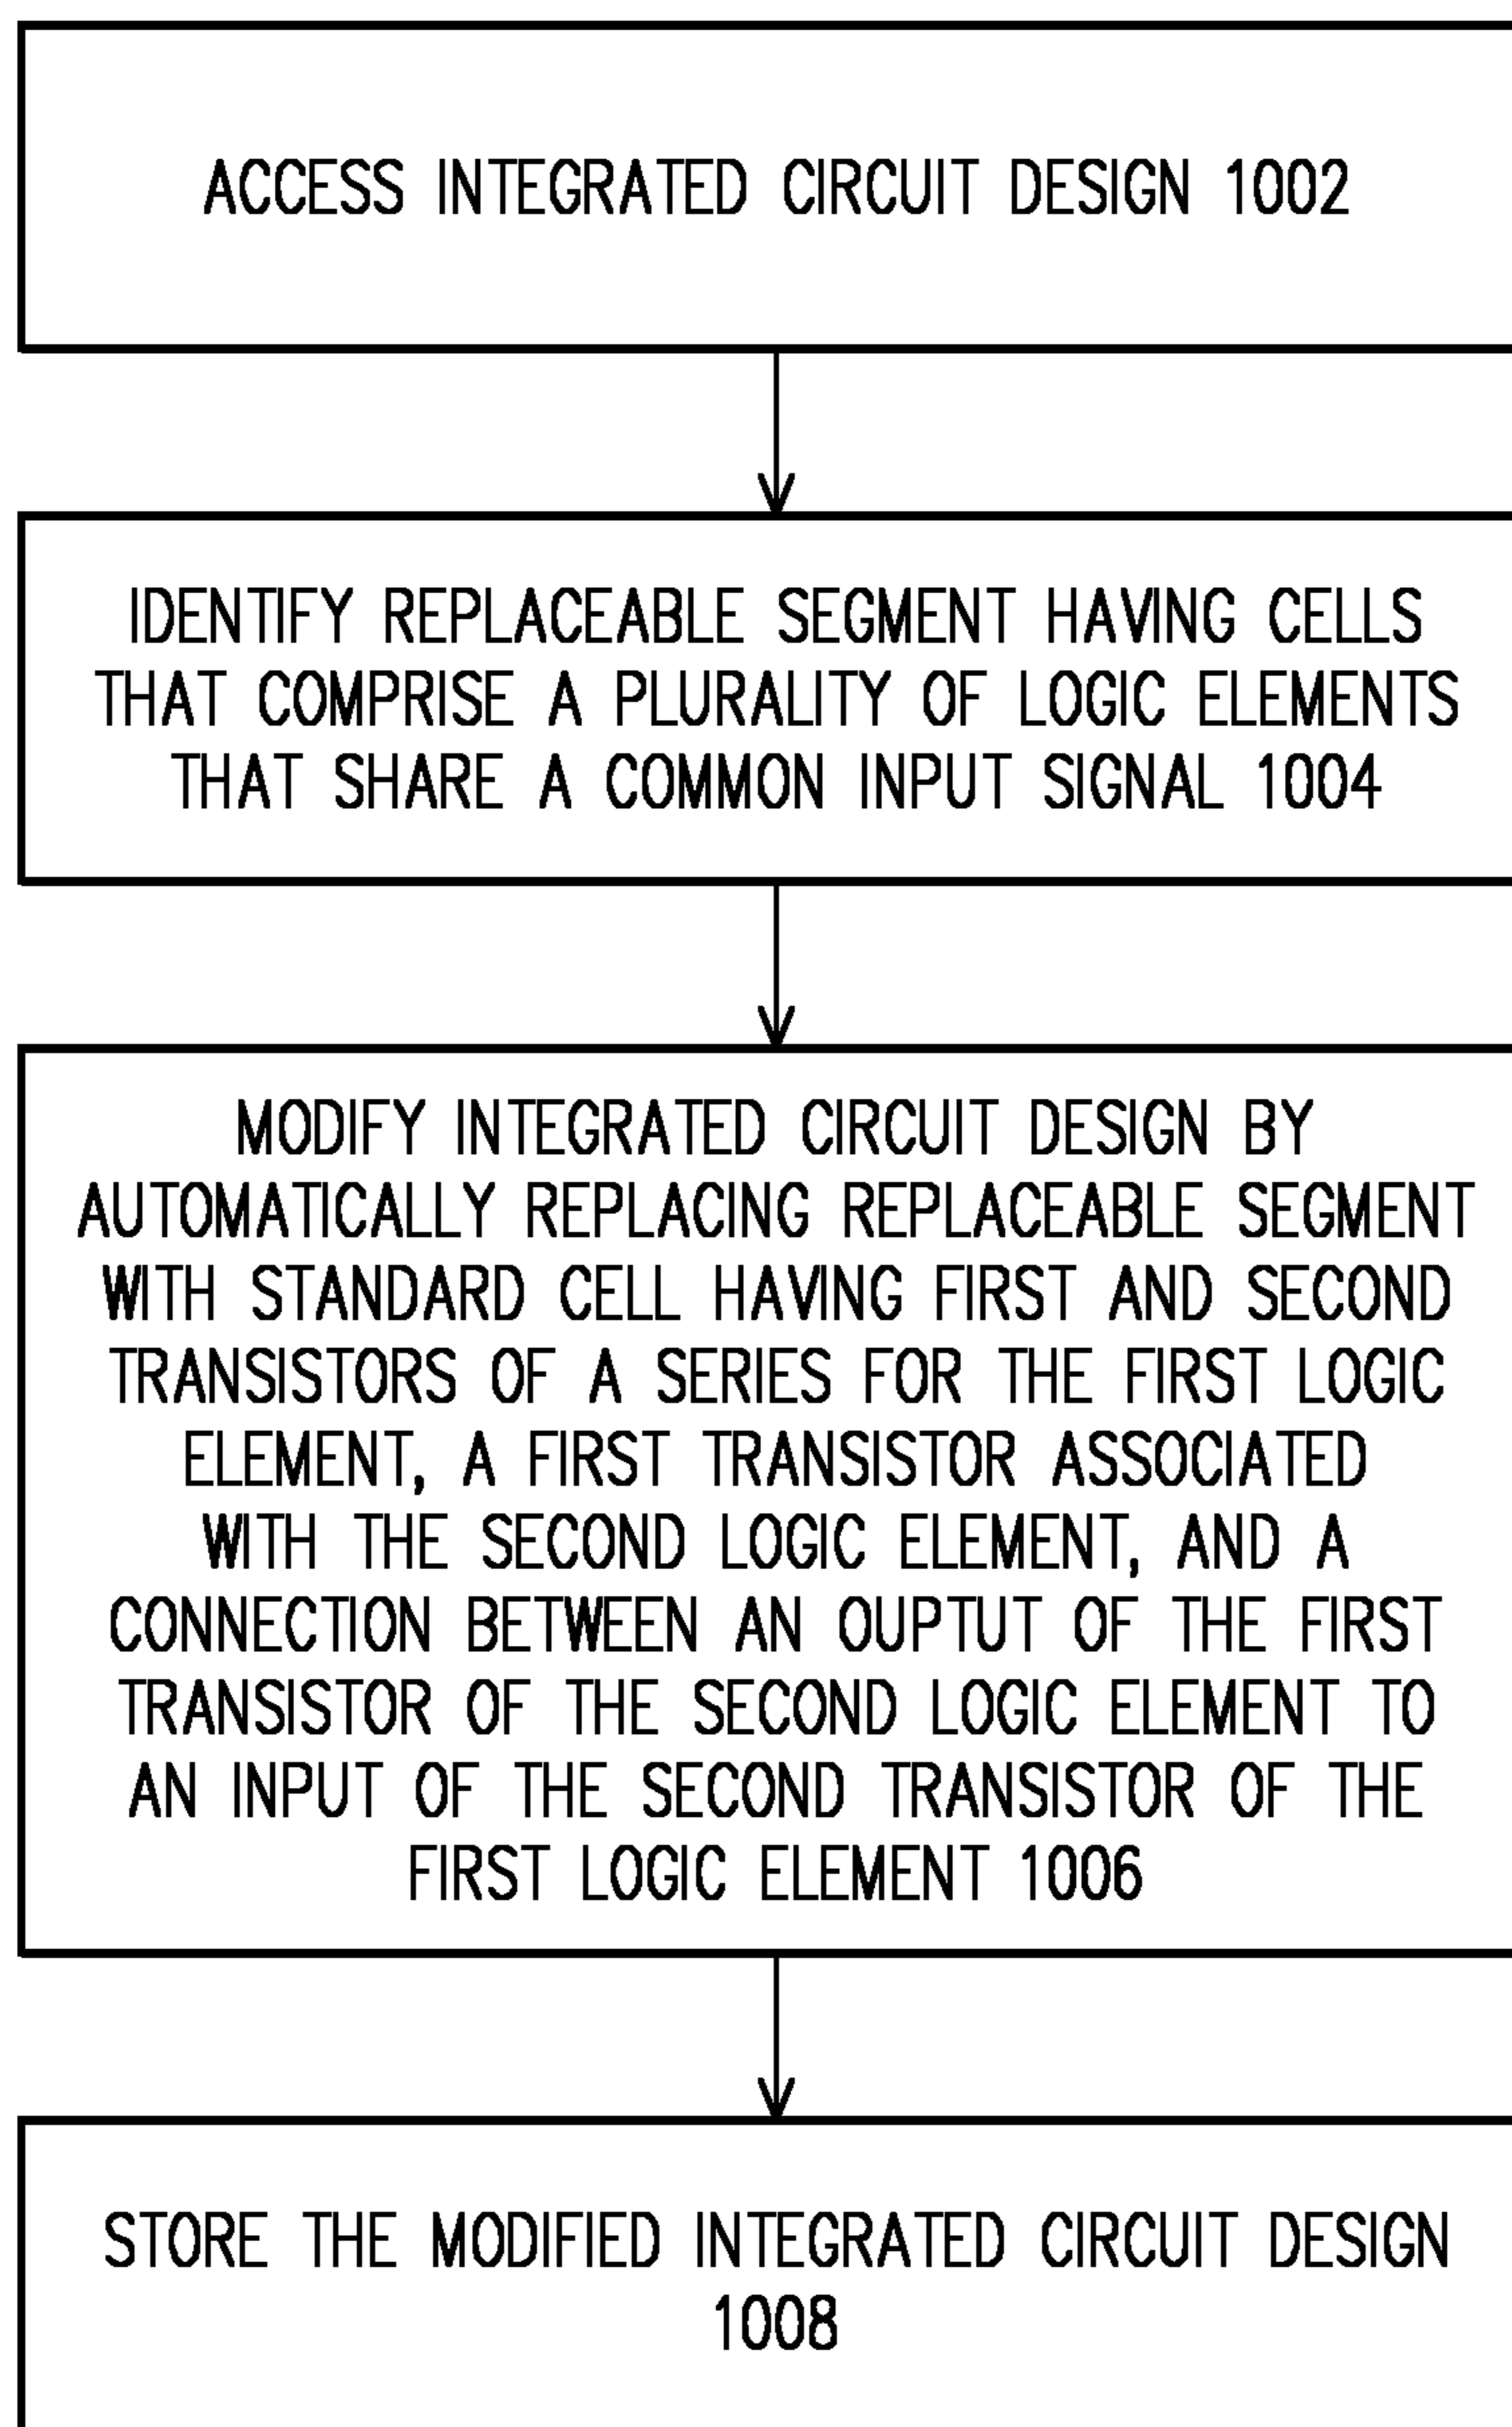 ACCESS INTEGRATED CIRCUIT DESIGN 1002
IDENTIFY REPLACEABLE SEGMENT HAVING CELLS
THAT COMPRISE A PLURALITY OF LOGIC ELEMENTS
THAT SHARE A COMMON INPUT SIGNAL 1004
MODIFY INTEGRATED CIRCUIT DESIGN BY
AUTOMATICALLY REPLACING REPLACEABLE SEGMENT
WITH STANDARD CELL HAVING FIRST AND SECOND
TRANSISTORS OF A SERIES FOR THE FIRST LOGIC
ELEMENT, A FIRST TRANSISTOR ASSOCIATED
WITH THE SECOND LOGIC ELEMENT, AND A
CONNECTION BETWEEN AN OUPTUT OF THE FIRST
TRANSISTOR OF THE SECOND LOGIC ELEMENT TO
AN INPUT OF THE SECOND TRANSISTOR OF THE
FIRST LOGIC ELEMENT 1006
STORE THE MODIFIED INTEGRATED CIRCUIT DESIGN
1008